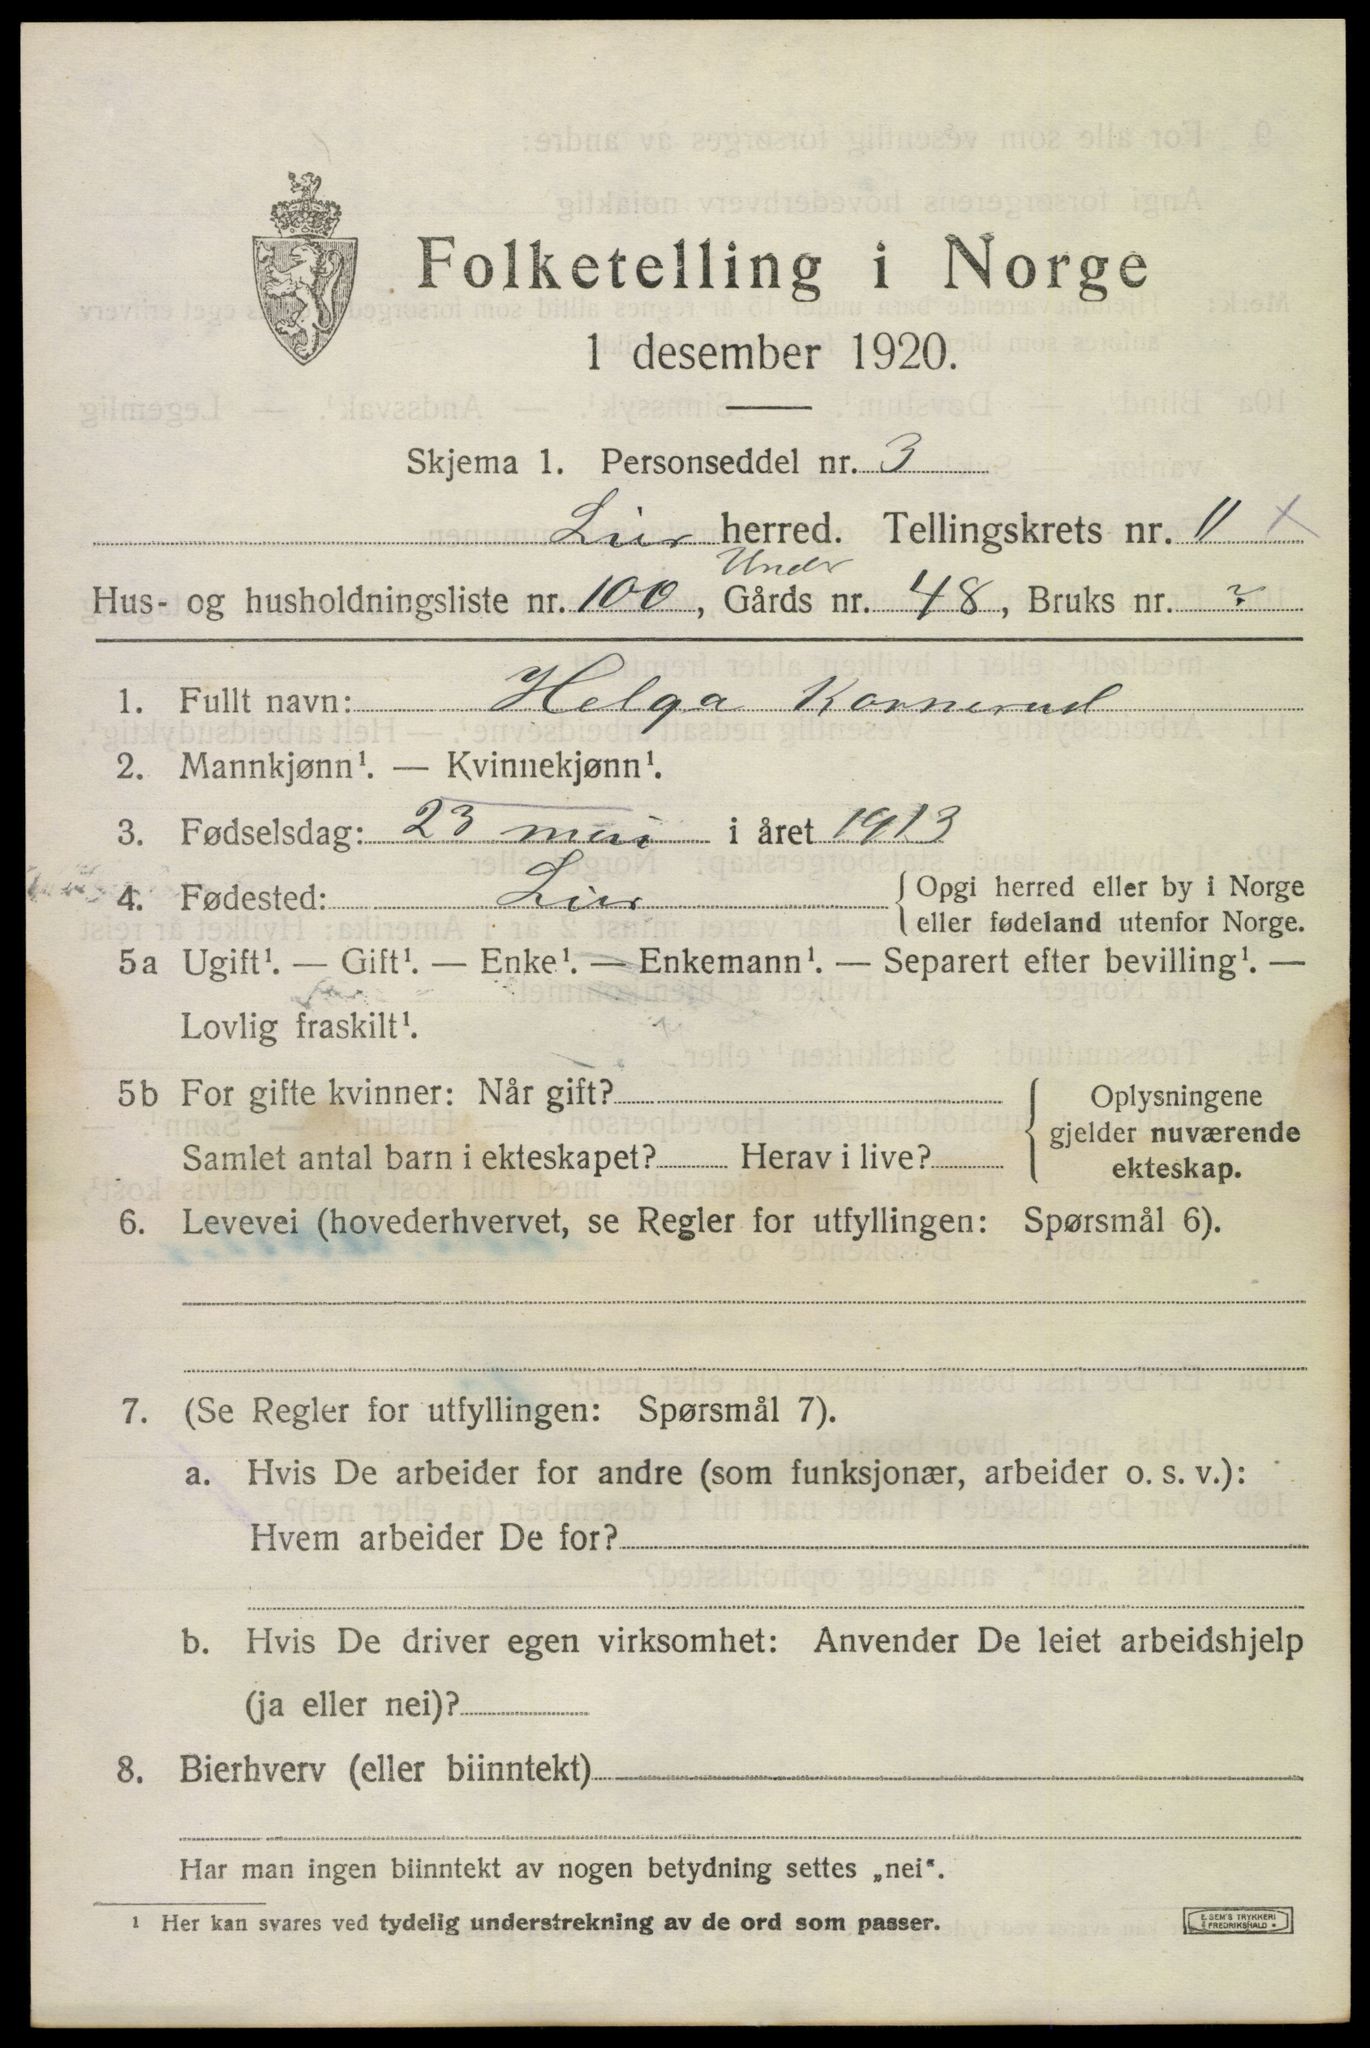 Folketelling i Norge
1 desember 1920.
Skjema 1. Personseddel nr. 3
Lier herred. Tellingskrets nr. 11 x
Under
Hus- og husholdningsliste nr. 100, Gårds nr. 48, Bruks nr. ?
1. Fullt navn: Helga Kornerud
2. Mannkjønn¹. — Kvinnekjønn¹.
3. Fødselsdag: 23 mai i året 1913
4. Fødested: Lier { Opgi herred eller by i Norge
eller fødeland utenfor Norge.
5a Ugift¹. — Gift¹. — Enke¹. — Enkemann¹. — Separert efter bevilling¹. —
Lovlig fraskilt¹.
5b For gifte kvinner: Når gift? { Oplysningene
gjelder nuværende
Samlet antal barn i ekteskapet? Herav i live? ekteskap.
6. Levevei (hovederhvervet, se Regler for utfyllingen: Spørsmål 6).
7. (Se Regler for utfyllingen: Spørsmål 7).
a. Hvis De arbeider for andre (som funksjonær, arbeider o. s. v.):
Hvem arbeider De for?
b. Hvis De driver egen virksomhet: Anvender De leiet arbeidshjelp
(ja eller nei)?
8. Bierhverv (eller biinntekt)
Har man ingen biinntekt av nogen betydning settes „nei“.
¹ Her kan svares ved tydelig understrekning av de ord som passer.
E. SEM'S TRYKKERI
FREDRIKSHALD